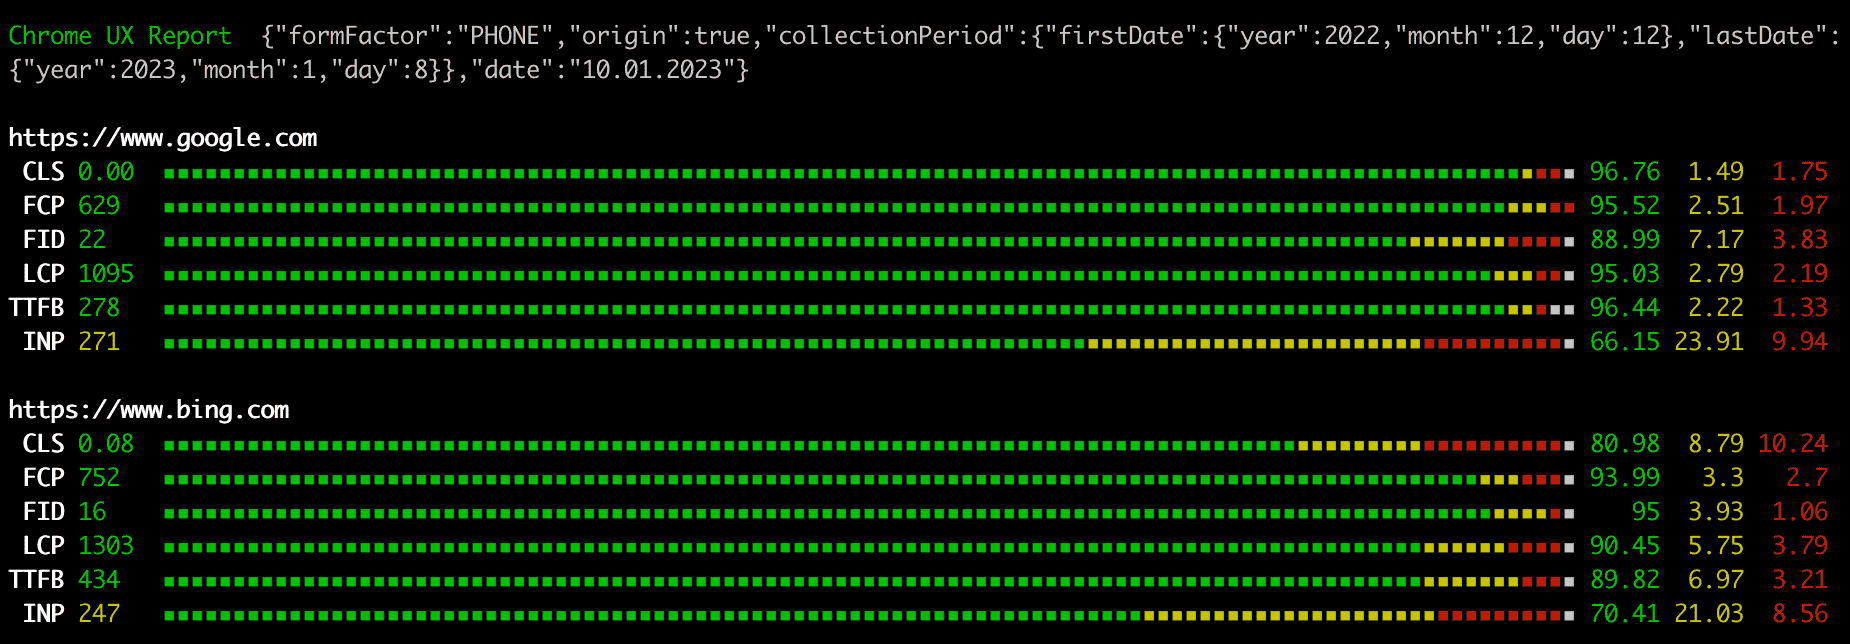 Chrome UX Report  {"formFactor":"PHONE","origin":true,"collectionPeriod":{"firstDate":{"year":2022,"month":12,"day":12},"lastDate":
{"year":2023,"month":1,"day":8}},"date":"10.01.2023"}
https://www.google.com
CLS 0.00 96.76 1.49 1.75
FCP 629 95.52 2.51 1.97
FID 22 88.99 7.17 3.83
LCP 1095 95.03 2.79 2.19
TTFB 278 96.44 2.22 1.33
INP 271 66.15 23.91 9.94
https://www.bing.com
CLS 0.08 80.98 8.79 10.24
FCP 752 93.99 3.3 2.7
FID 16 95 3.93 1.06
LCP 1303 90.45 5.75 3.79
TTFB 434 89.82 6.97 3.21
INP 247 70.41 21.03 8.56